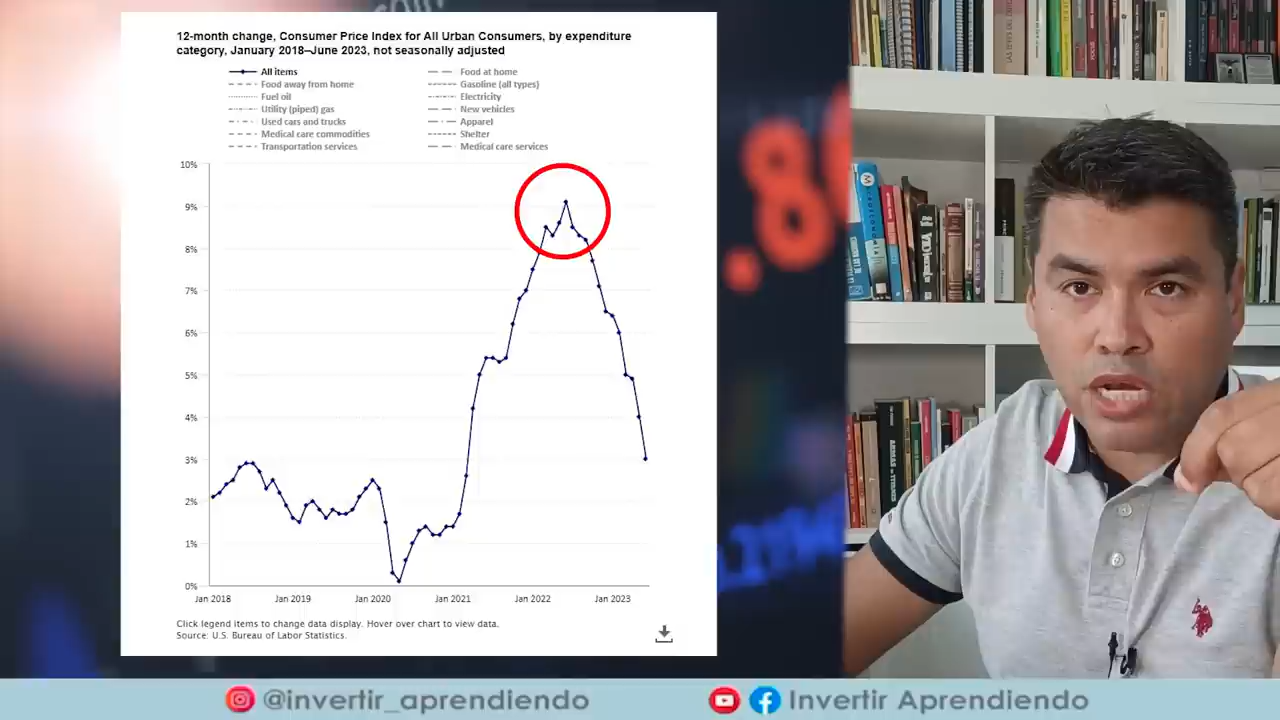 12-month change, Consumer Price Index for All Urban Consumers, by expenditure
category, January 2018–June 2023, not seasonally adjusted
All items
Food at home
Food away from home
Gasoline (all types)
Fuel oil
Electricity
Utility (piped) gas
New vehicles
Used cars and trucks
Apparel
Medical care commodities
Shelter
Transportation services
Medical care services
10%
9%
8%
7%
6%
5%
4%
3%
2%
1%
0%
Jan 2018
Jan 2019
Jan 2020
Jan 2021
Jan 2022
Jan 2023
Click legend items to change data display. Hover over chart to view data.
Source: U.S. Bureau of Labor Statistics.
@invertir_aprendiendo
Invertir Aprendiendo